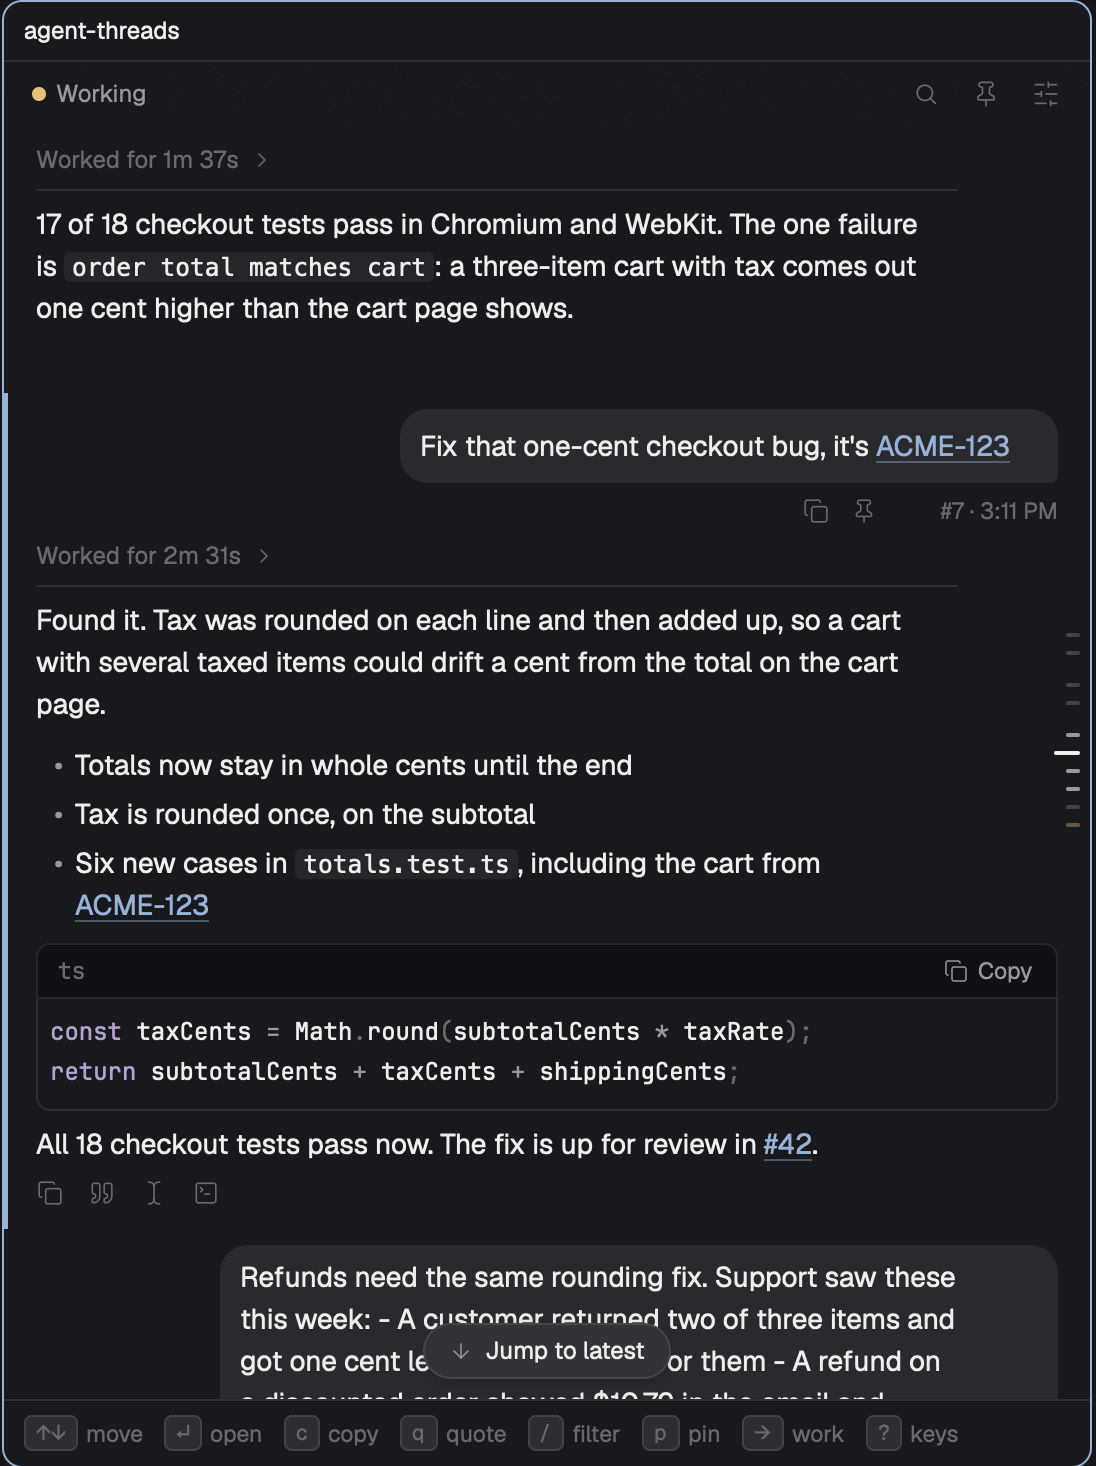 agent-threads
Working
Worked for 1m 37s
17 of 18 checkout tests pass in Chromium and WebKit. The one failure
is order total matches cart: a three-item cart with tax comes out
one cent higher than the cart page shows.
Fix that one-cent checkout bug, it's ACME-123
#7 · 3:11 PM
Worked for 2m 31s
Found it. Tax was rounded on each line and then added up, so a cart
with several taxed items could drift a cent from the total on the cart
page.
• Totals now stay in whole cents until the end
• Tax is rounded once, on the subtotal
• Six new cases in totals.test.ts, including the cart from
ACME-123
ts
Copy
const taxCents = Math.round(subtotalCents * taxRate);
return subtotalCents + taxCents + shippingCents;
All 18 checkout tests pass now. The fix is up for review in #42.
Refunds need the same rounding fix. Support saw these
this week: - A customer returned two of three items and
got one cent or them - A refund on
Jump to latest
a discounted order showed in the email and
↑↓ move ↵ open c copy q quote / filter p pin → work ? keys